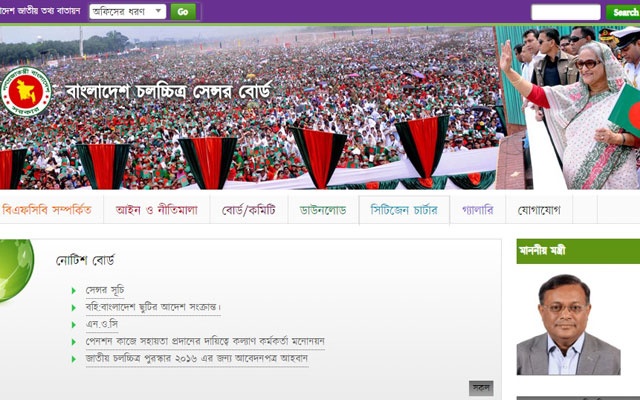 বাংলাদেশ জাতীয় তথ্য বাতায়ন
অফিসের ধরণ
Go
Search
বাংলাদেশ চলচ্চিত্র সেন্সর বোর্ড
বিএফসিবি সম্পর্কিত
আইন ও নীতিমালা
বোর্ড/কমিটি
ডাউনলোড
সিটিজেন চার্টার
গ্যালারি
যোগাযোগ
নোটিশ বোর্ড
মাননীয় মন্ত্রী
সেন্সর সূচি
বহি:বাংলাদেশ ছুটির আদেশ সংক্রান্ত।
এন.ও.সি
পেনশন কাজে সহায়তা প্রদানের দায়িত্বে কল্যাণ কর্মকর্তা মনোনয়ন
জাতীয় চলচ্চিত্র পুরস্কার ২০১৬ এর জন্য আবেদনপত্র আহবান
সকল